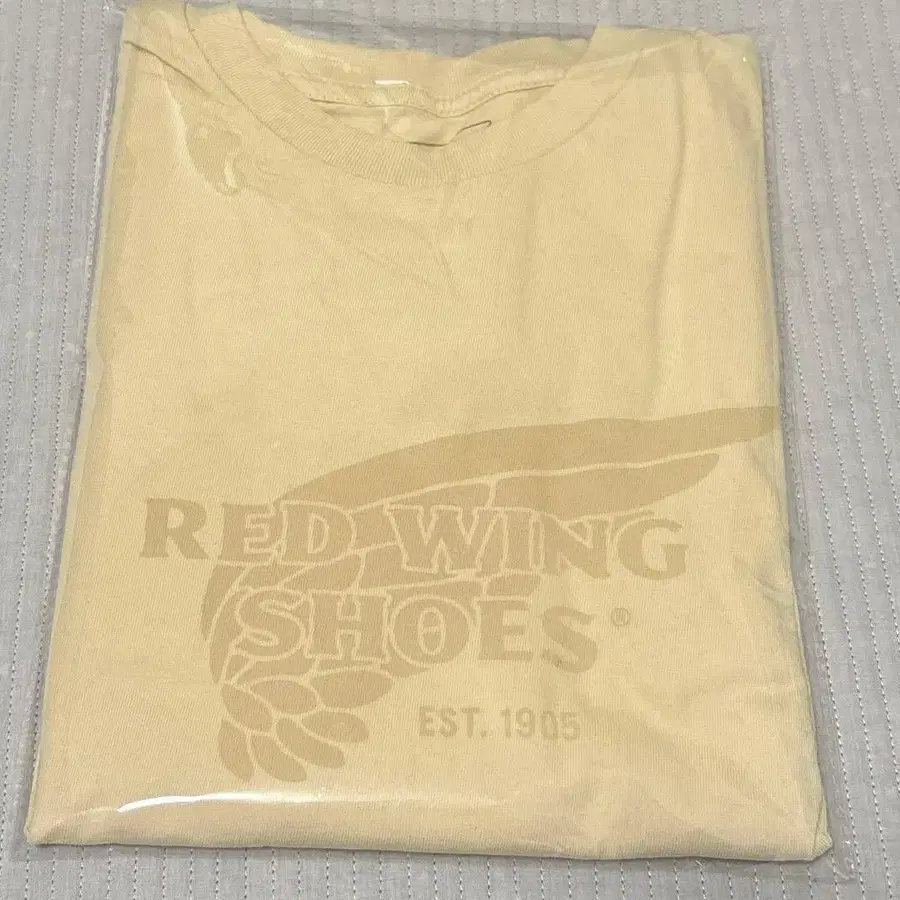 RED WING
SHOES®
EST. 1905